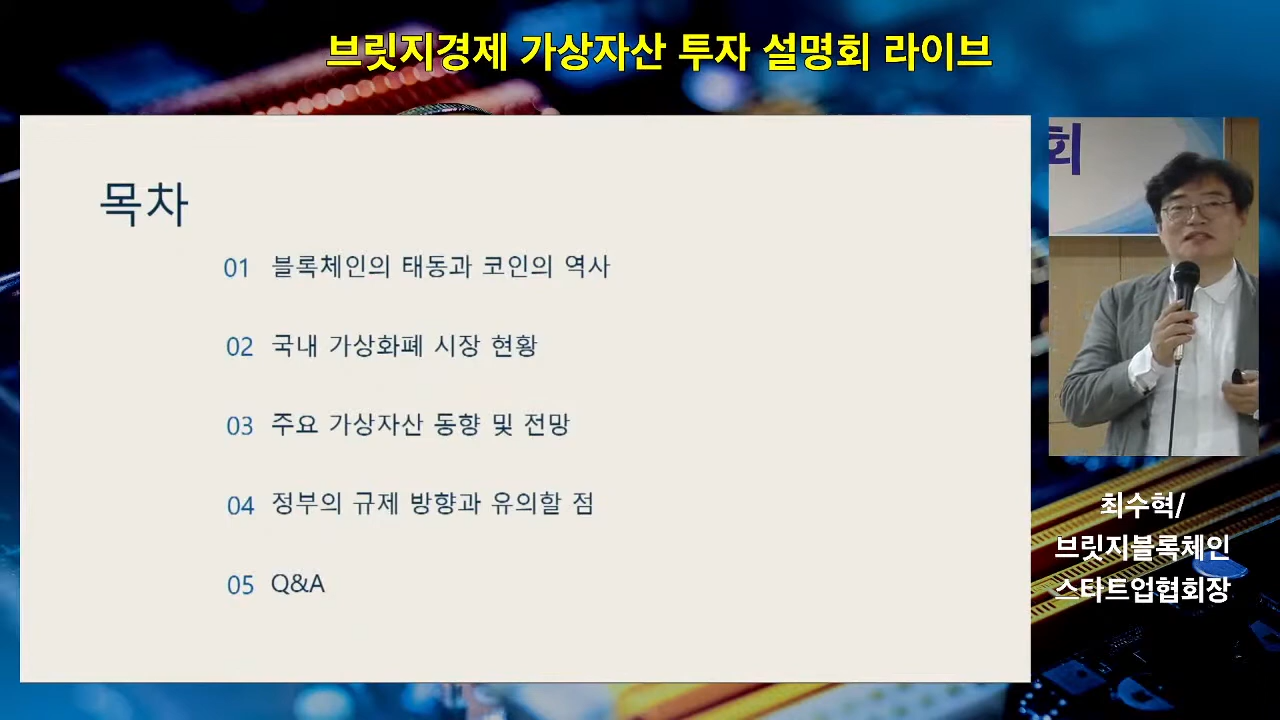 브릿지경제 가상자산 투자 설명회 라이브
목차
01 블록체인의 태동과 코인의 역사
02 국내 가상화폐 시장 현황
03 주요 가상자산 동향 및 전망
04 정부의 규제 방향과 유의할 점
05 Q&A
회
최수혁/
브릿지블록체인
스타트업협회장